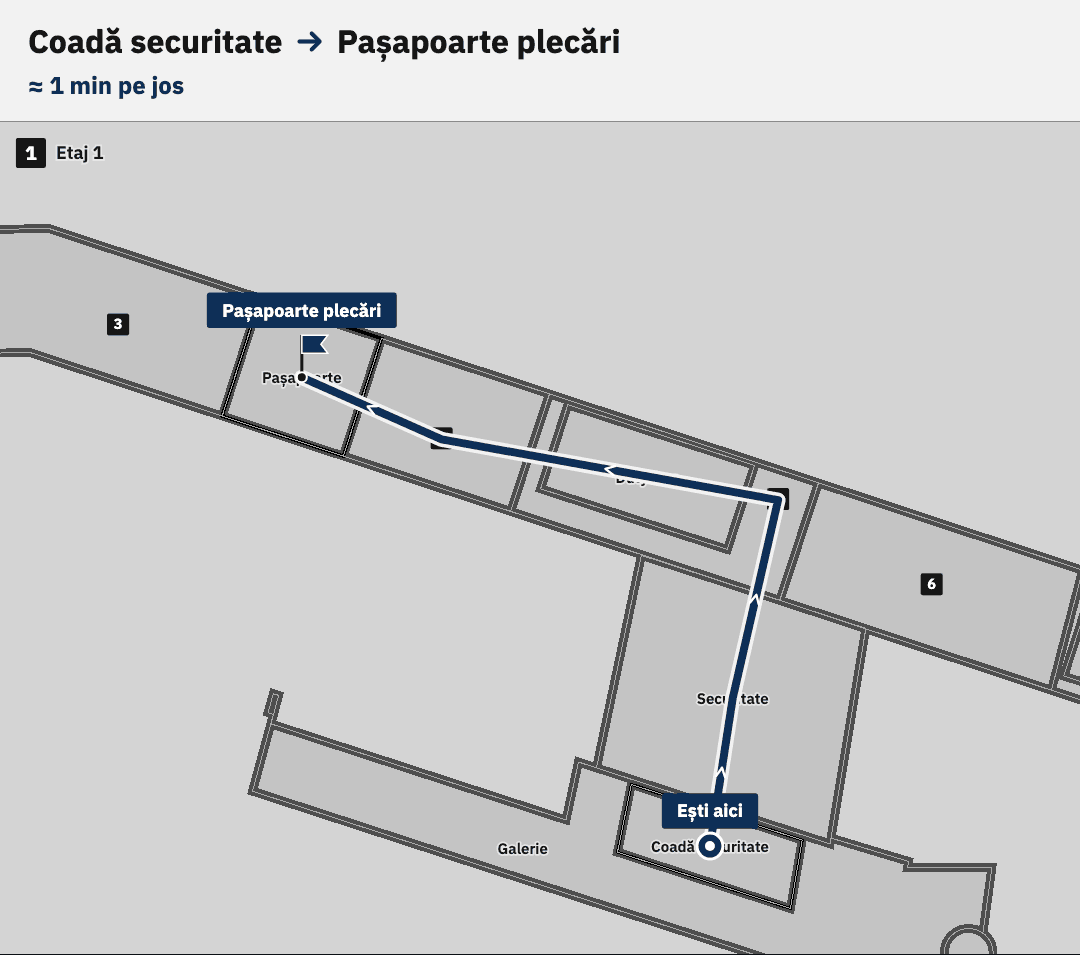 Coadă securitate → Pașapoarte plecări
≈ 1 min pe jos
1 Etaj 1
Pașapoarte plecări
3
6
Ești aici
Galerie